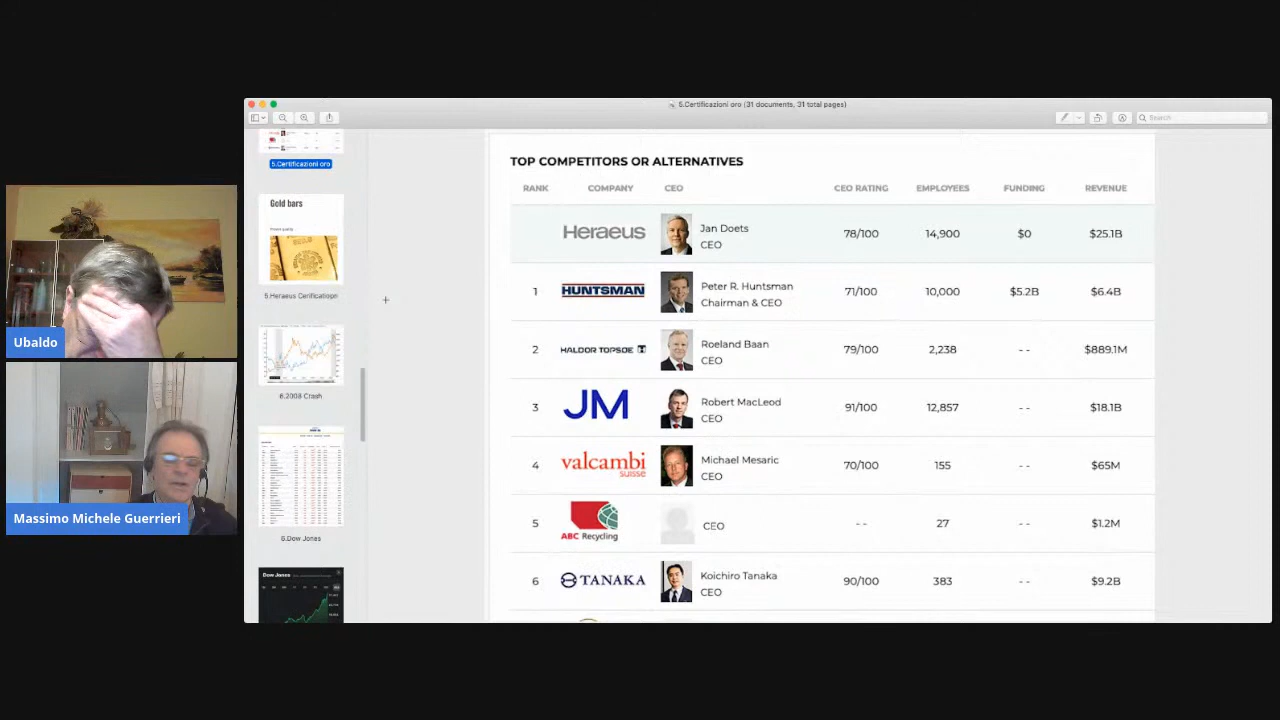 Ubaldo
Massimo Michele Guerrieri
5.Certificazioni oro (31 documents, 31 total pages)
Search
5.Certificazioni oro
Gold bars
5.Heraeus Cerificatiopn
6.2008 Crash
6.Dow Jones
Dow Jones
TOP COMPETITORS OR ALTERNATIVES
RANK COMPANY CEO CEO RATING EMPLOYEES FUNDING REVENUE
Heraeus Jan Doets CEO 78/100 14,900 $0 $25.1B
1 HUNTSMAN Peter R. Huntsman Chairman & CEO 71/100 10,000 $5.2B $6.4B
2 HALDOR TOPSOE Roeland Baan CEO 79/100 2,238 - - $889.1M
3 JM Robert MacLeod CEO 91/100 12,857 - - $18.1B
valcambi suisse Michael Mesaric CEO 70/100 155 - - $65M
5 ABC Recycling CEO - - 27 - - $1.2M
6 TANAKA Koichiro Tanaka CEO 90/100 383 - - $9.2B